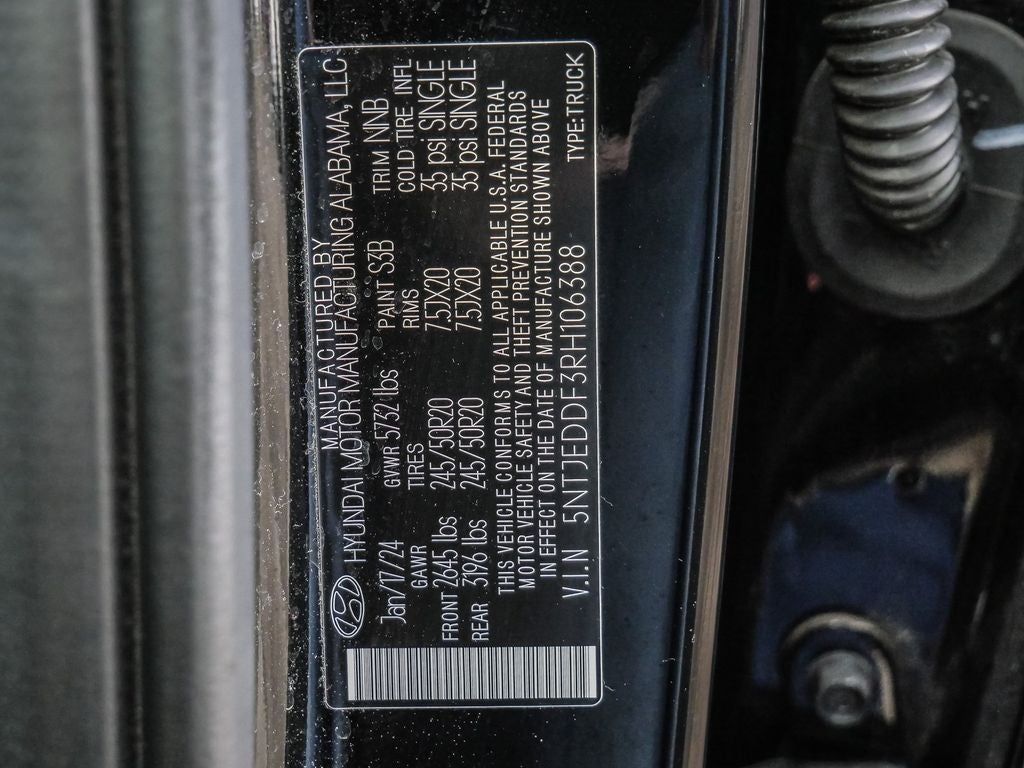 MANUFACTURED BY
HYUNDAI MOTOR MANUFACTURING ALABAMA, LLC
Jan/17/24 GVWR 5732 lbs PAINT S3B TRIM NNB
GAWR TIRES RIMS COLD TIRE INFL
FRONT 2645 lbs 245/50R20 7.5JX20 35 psi SINGLE
REAR 3196 lbs 245/50R20 7.5JX20 35 psi SINGLE
THIS VEHICLE CONFORMS TO ALL APPLICABLE U.S.A. FEDERAL
MOTOR VEHICLE SAFETY AND THEFT PREVENTION STANDARDS
IN EFFECT ON THE DATE OF MANUFACTURE SHOWN ABOVE
V.I.N 5NTJEDDF3RH106388 TYPE:TRUCK